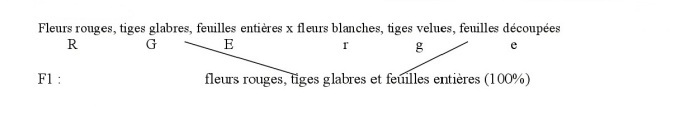 Fleurs rouges, tiges glabres, feuilles entières x fleurs blanches, tiges velues, feuilles découpées
R G E r g e
F1 : fleurs rouges, tiges glabres et feuilles entières (100%)